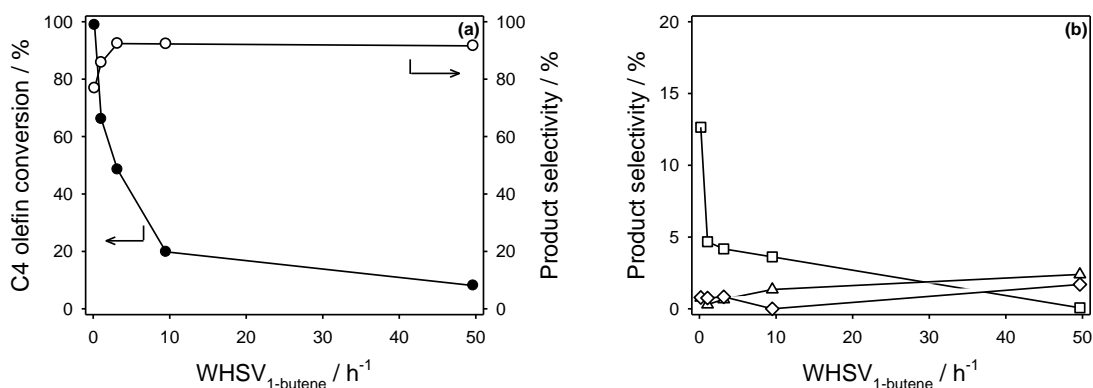 (a)
C4 olefin conversion / %
100
80
60
40
20
0
100
80
60
40
20
0
Product selectivity / %
0 10 20 30 40 50
WHSV1-butene / h-1
(b)
Product selectivity / %
20
15
10
5
0
0 10 20 30 40 50
WHSV1-butene / h-1